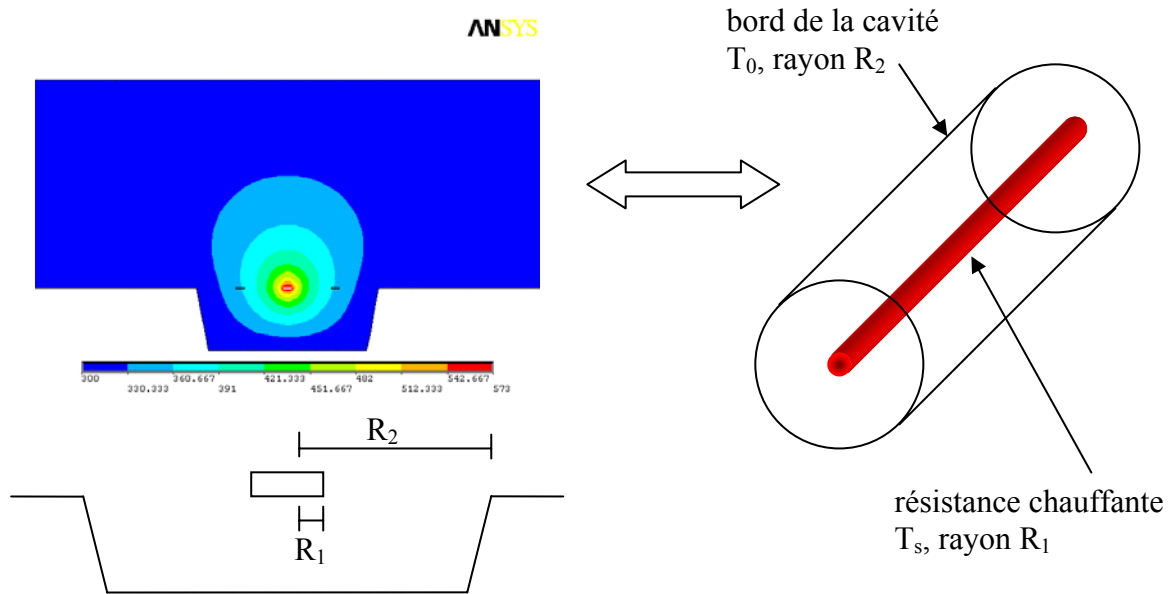 ANSYS
bord de la cavité
T₀, rayon R₂
300 360.667 421.333 482 542.667
330.333 391 451.667 512.333 573
R₂
R₁
résistance chauffante
Tₛ, rayon R₁